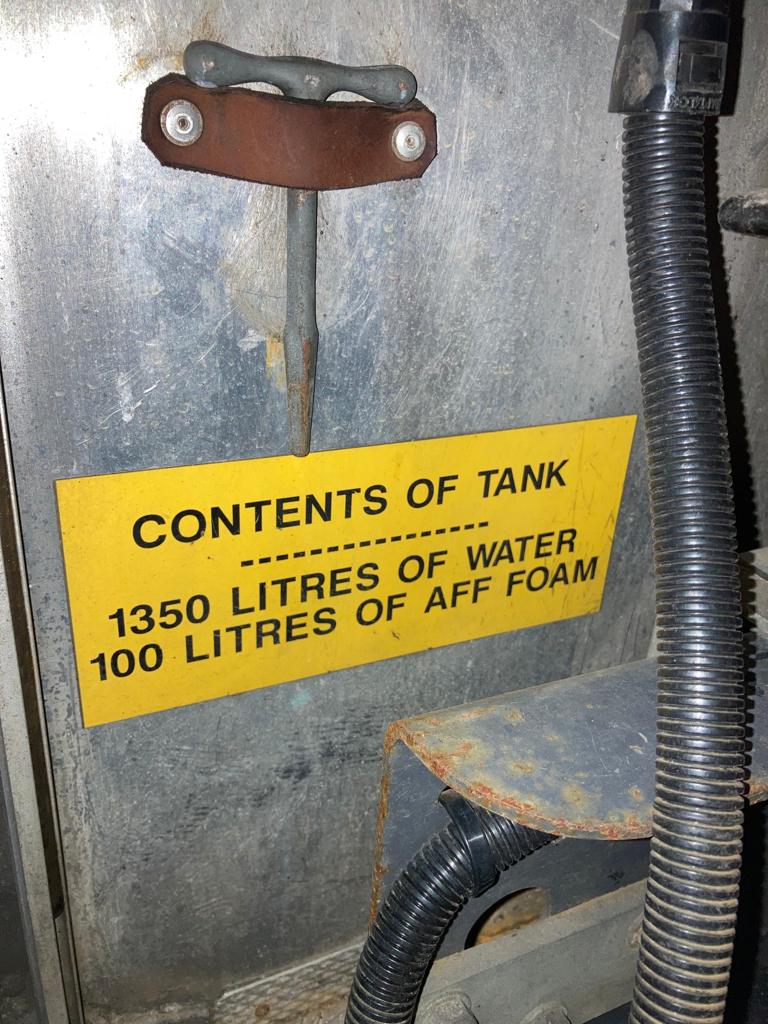 CONTENTS OF TANK
----------------
1350 LITRES OF WATER
100 LITRES OF AFF FOAM